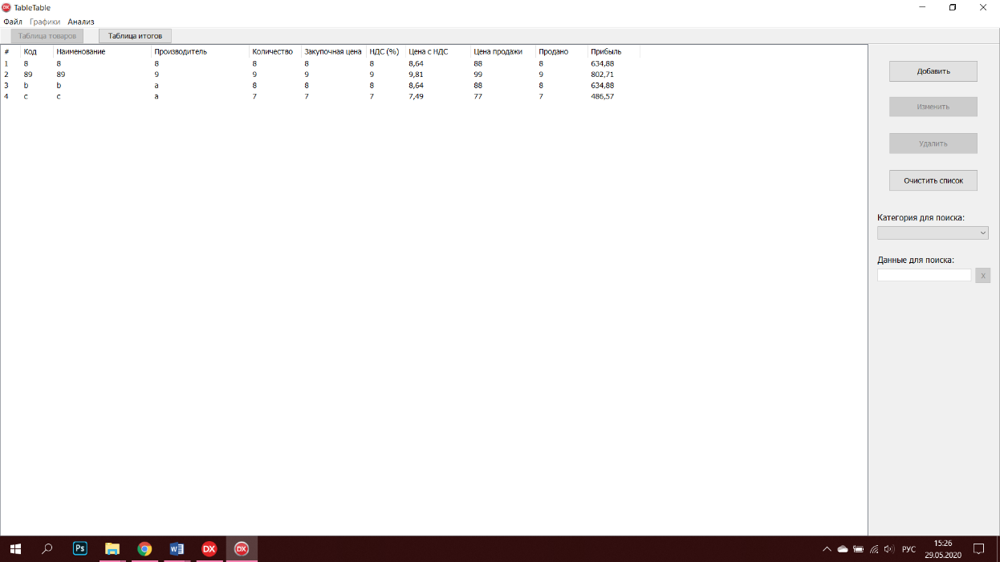 TableTable
Файл Графики Анализ
Таблица товаров Таблица итогов
# Код Наименование Производитель Количество Закупочная цена НДС (%) Цена с НДС Цена продажи Продано Прибыль
1 8 8 8 8 8 8 8,64 88 8 634,88
2 89 89 9 9 9 9 9,81 99 9 802,71
3 b b a 8 8 8 8,64 88 8 634,88
4 c c a 7 7 7 7,49 77 7 486,57
Добавить
Изменить
Удалить
Очистить список
Категория для поиска:
Данные для поиска:
x
Ps W DX DX РУС 15:26
29.05.2020